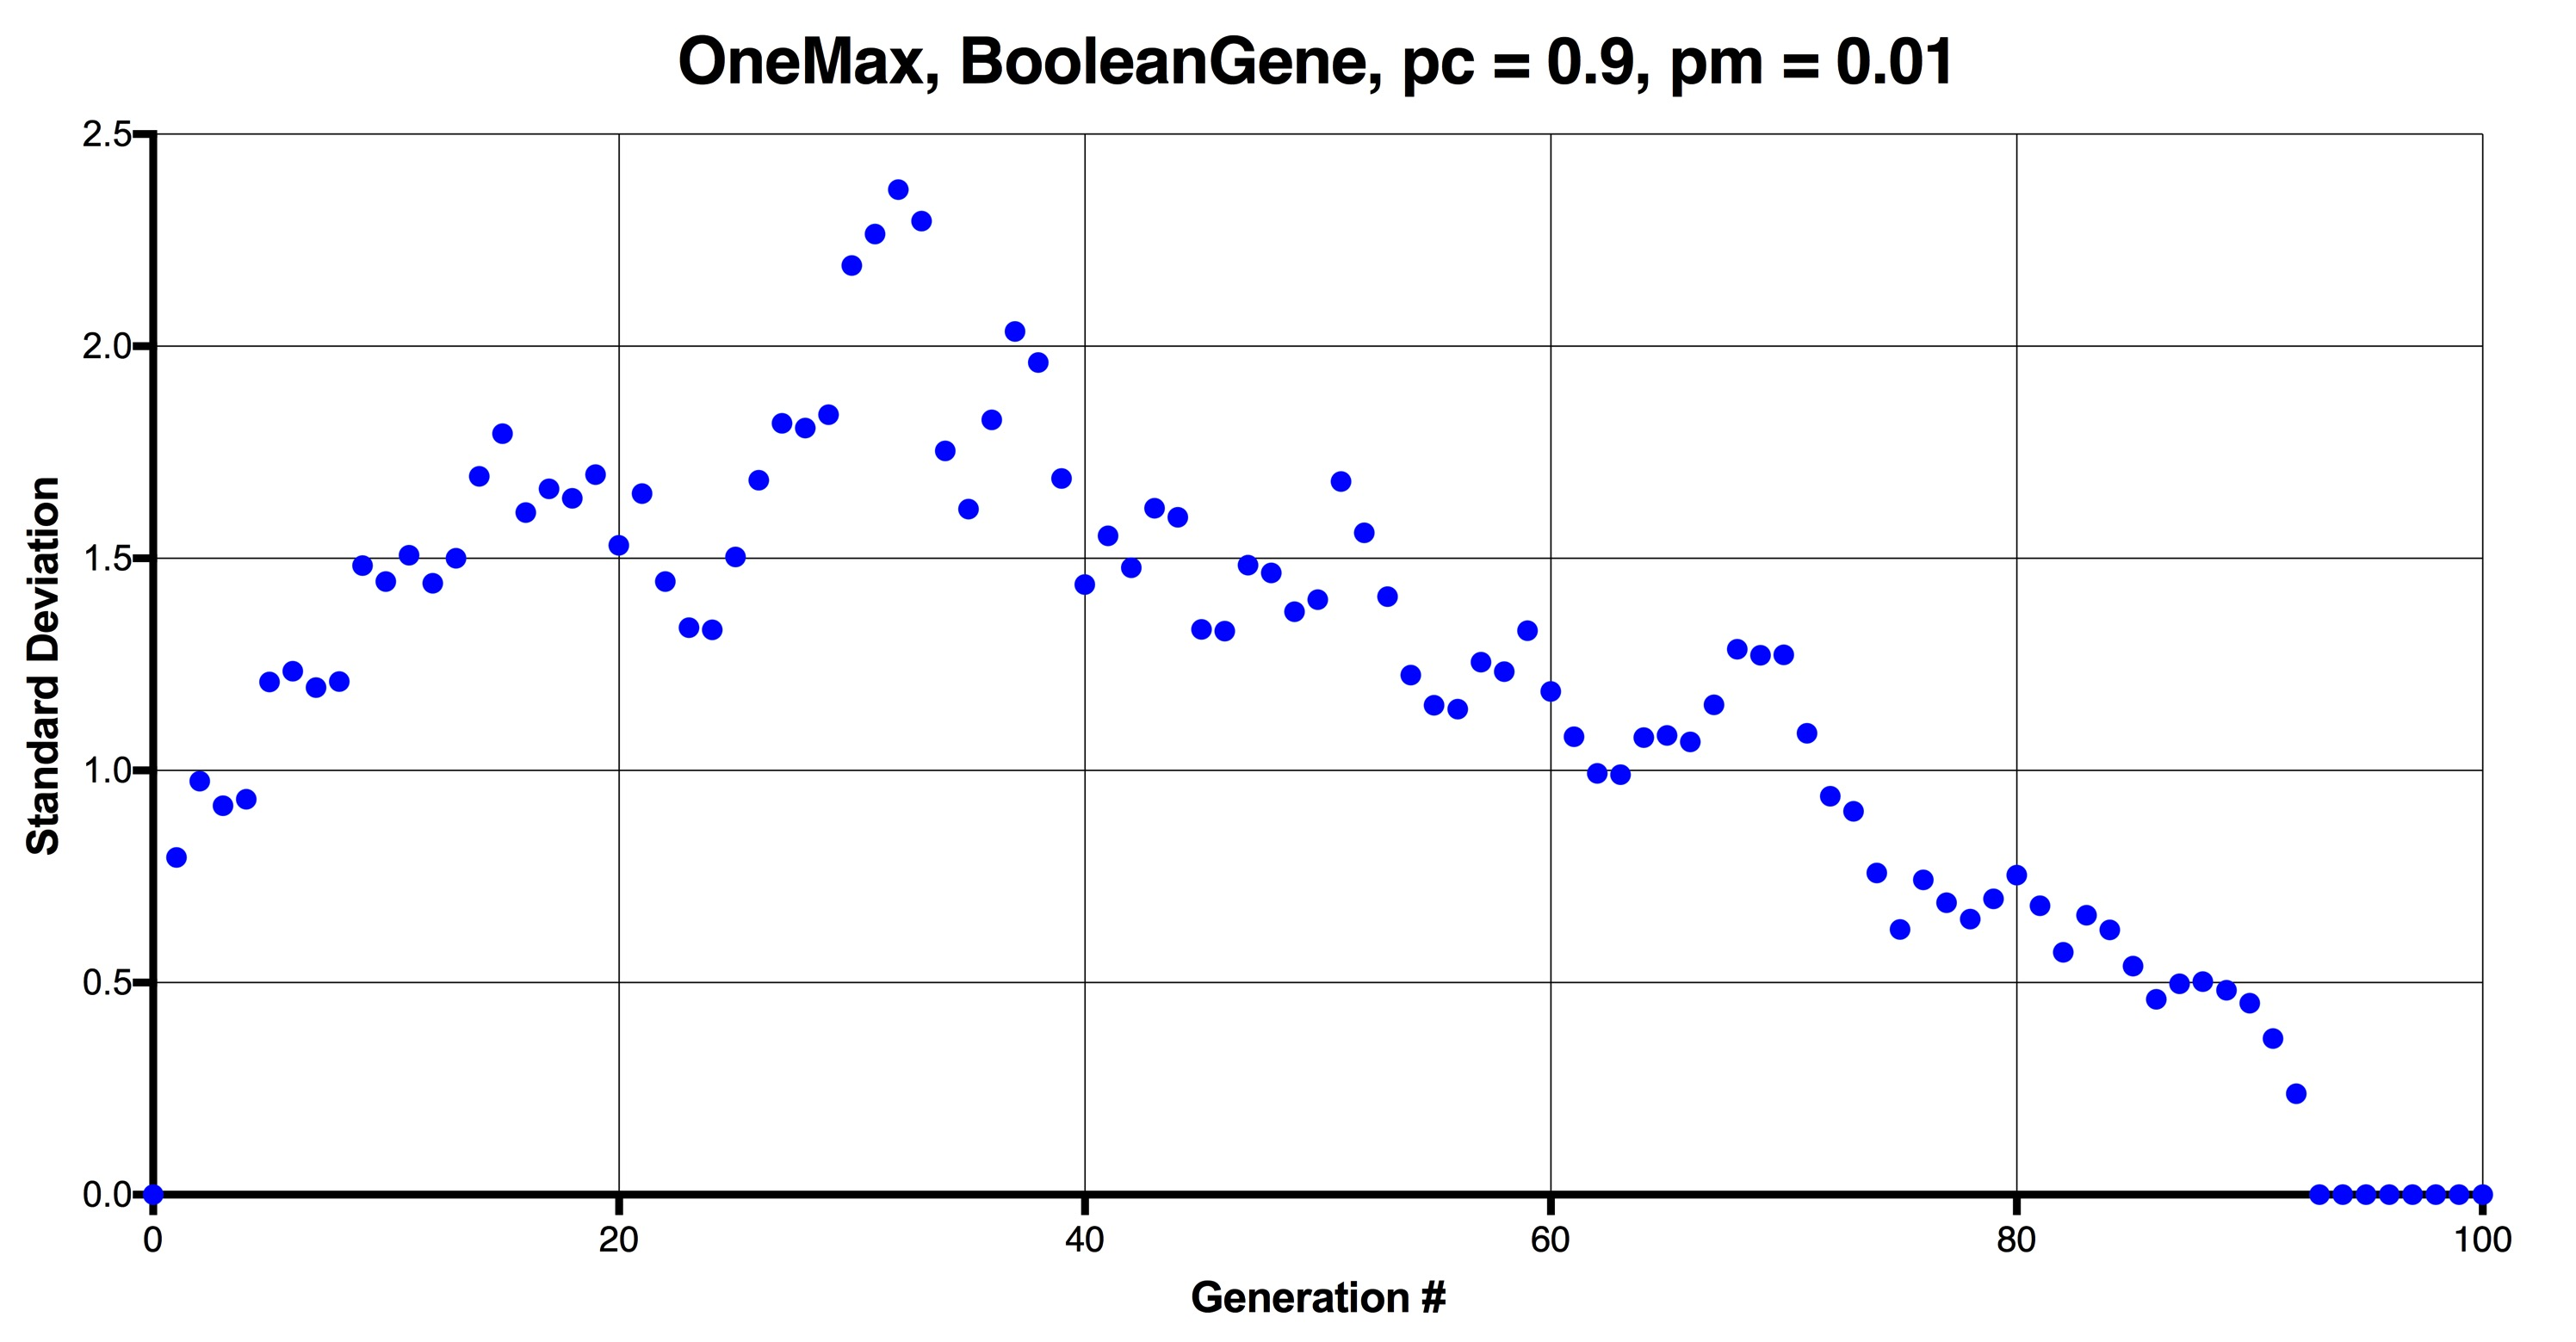 OneMax, BooleanGene, pc = 0.9, pm = 0.01
2.5
2.0
1.5
1.0
0.5
0.0
Standard Deviation
0 20 40 60 80 100
Generation #